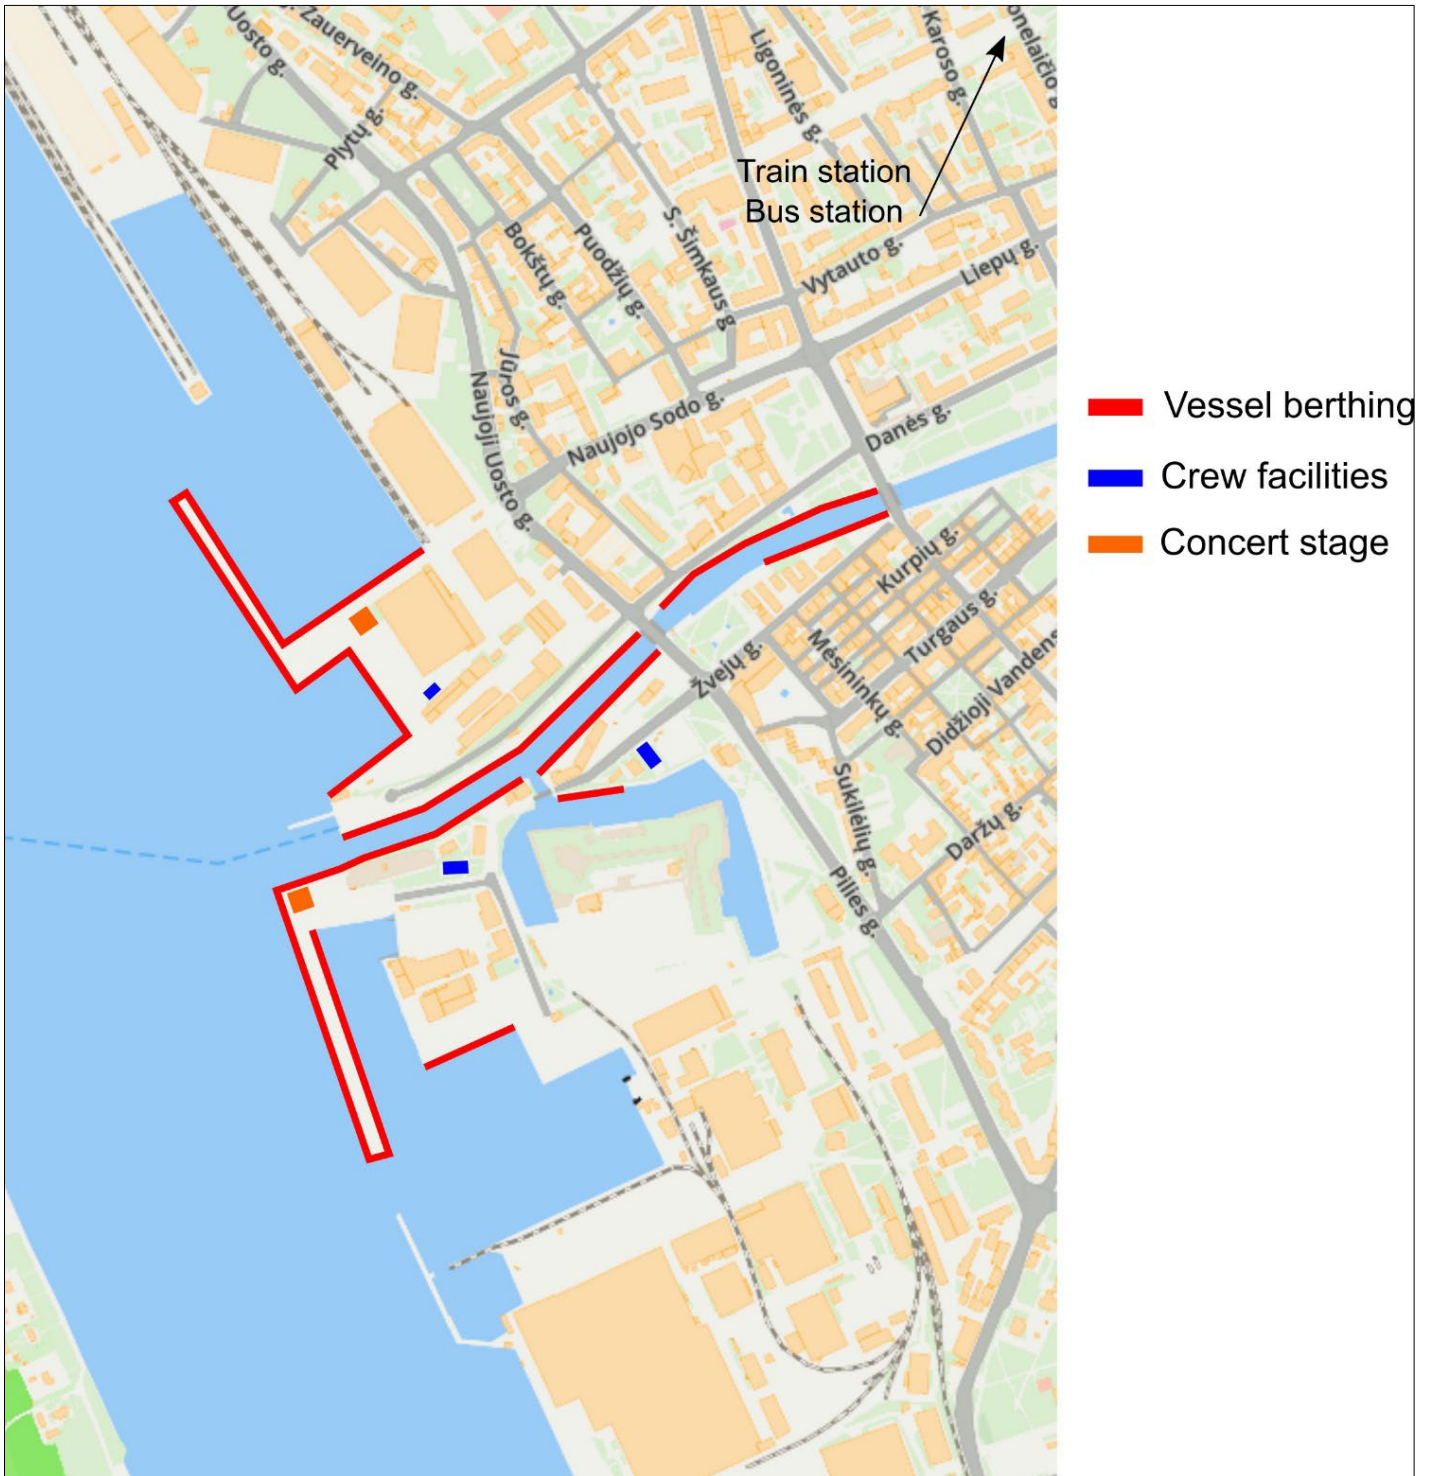 Uosto g.
g. Zauerveino g.
Plytų g.
Ligoninės g.
Karoso g.
onelaičio g
Train station
Bus station
S. Šimkaus g
Bokštų g.
Puodžių g.
Vytauto g.
Liepų g.
Jūros g.
Naujoji Uosto g.
Naujojo Sodo g.
Danės g.
Vessel berthing
Crew facilities
Concert stage
Kurpių g.
Turgaus g.
Žvejų g.
Mėsininkų g.
Didžioji Vandens
Sukilėlių g.
Daržų g.
Pilies g.